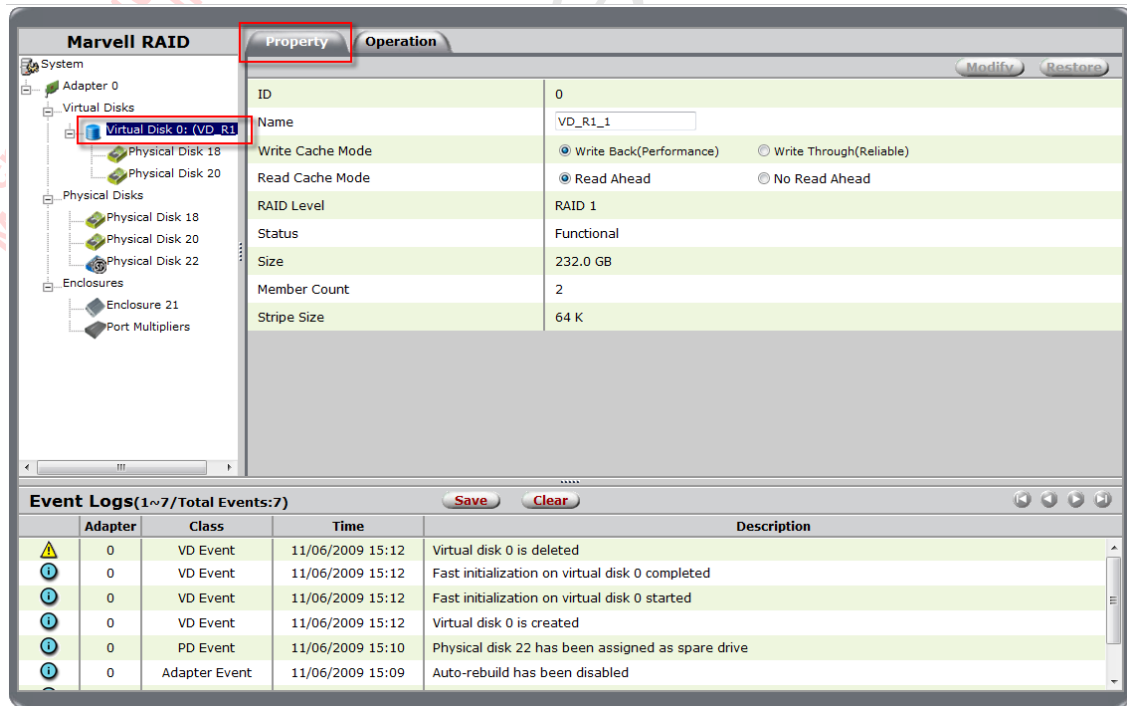 Marvell RAID
System
Adapter 0
Virtual Disks
Virtual Disk 0: (VD_R1
Physical Disk 18
Physical Disk 20
Physical Disks
Physical Disk 18
Physical Disk 20
Physical Disk 22
Enclosures
Enclosure 21
Port Multipliers
Property Operation
Modify Restore
ID 0
Name VD_R1_1
Write Cache Mode Write Back(Performance) Write Through(Reliable)
Read Cache Mode Read Ahead No Read Ahead
RAID Level RAID 1
Status Functional
Size 232.0 GB
Member Count 2
Stripe Size 64 K
Event Logs(1~7/Total Events:7) Save Clear
Adapter Class Time Description
0 VD Event 11/06/2009 15:12 Virtual disk 0 is deleted
0 VD Event 11/06/2009 15:12 Fast initialization on virtual disk 0 completed
0 VD Event 11/06/2009 15:12 Fast initialization on virtual disk 0 started
0 VD Event 11/06/2009 15:12 Virtual disk 0 is created
0 PD Event 11/06/2009 15:10 Physical disk 22 has been assigned as spare drive
0 Adapter Event 11/06/2009 15:09 Auto-rebuild has been disabled